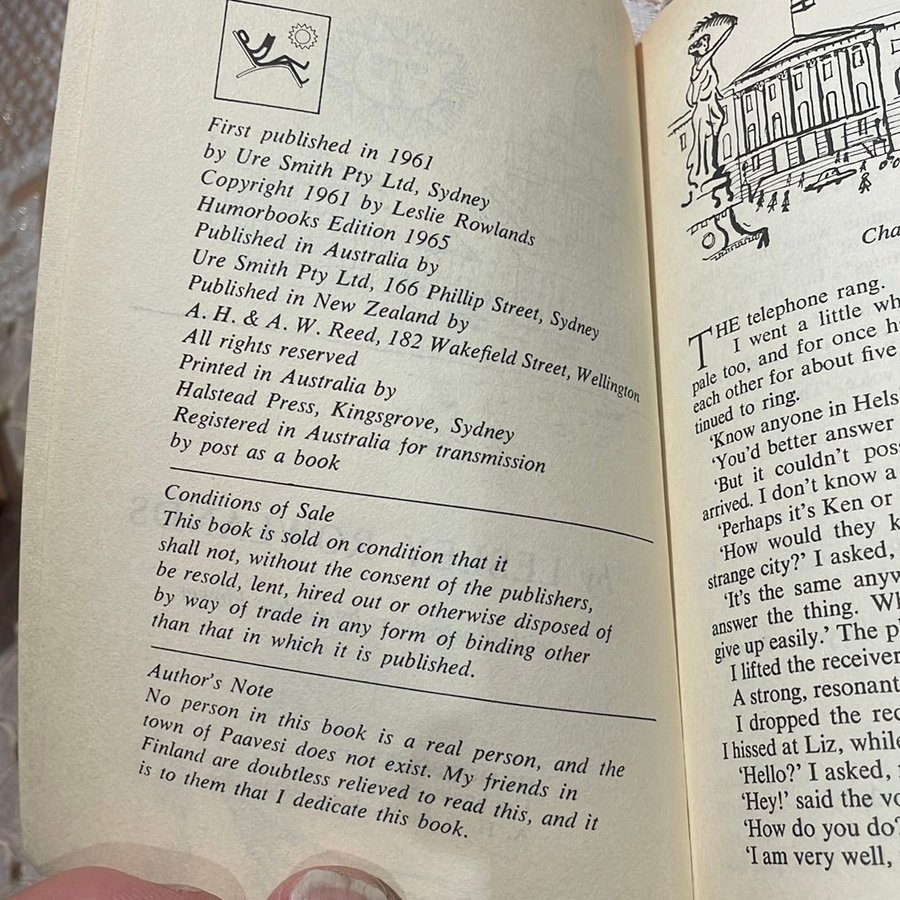 First published in 1961
by Ure Smith Pty Ltd, Sydney
Copyright 1961 by Leslie Rowlands
Humorbooks Edition 1965
Published in Australia by
Ure Smith Pty Ltd, 166 Phillip Street, Sydney
Published in New Zealand by
A. H. & A. W. Reed, 182 Wakefield Street, Wellington
All rights reserved
Printed in Australia by
Halstead Press, Kingsgrove, Sydney
Registered in Australia for transmission
by post as a book
Conditions of Sale
This book is sold on condition that it
shall not, without the consent of the publishers,
be resold, lent, hired out or otherwise disposed of
by way of trade in any form of binding other
than that in which it is published.
Author's Note
No person in this book is a real person, and the
town of Paavesi does not exist. My friends in
Finland are doubtless relieved to read this, and it
is to them that I dedicate this book.
THE telephone rang.
I went a little
pale too, and for once
each other for about five
tinued to ring.
'Know anyone in
'You'd better answer
'But it couldn't
arrived. I don't know a
'Perhaps it's Ken or
'How would they
strange city?' I asked,
'It's the same
answer the thing.
give up easily.' The
I lifted the receiver
A strong, resonant
I dropped the
I hissed at Liz,
'Hello?' I asked,
'Hey!' said the
'How do you do?
'I am very well,